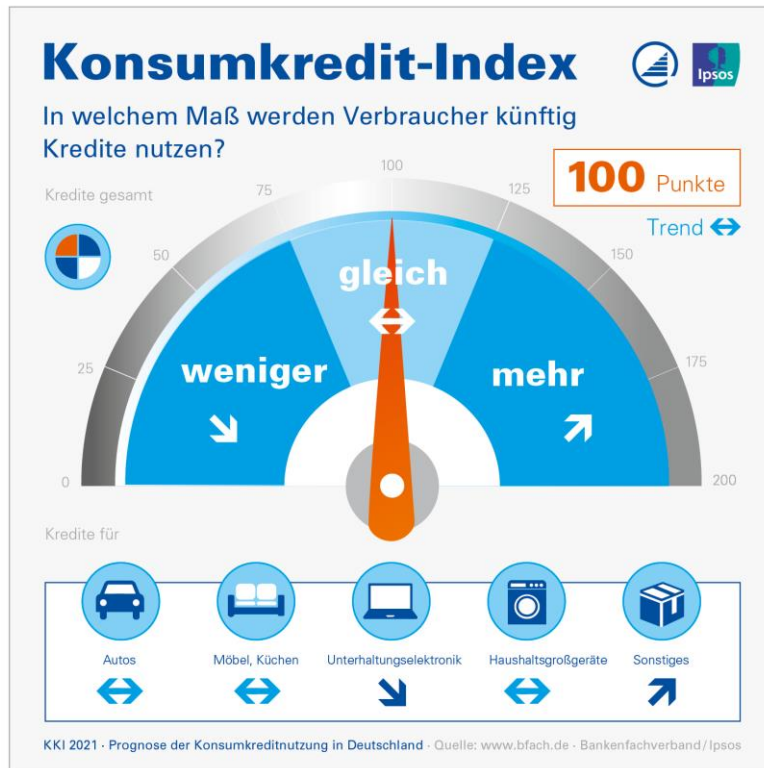 Konsumkredit-Index
Ipsos
In welchem Maß werden Verbraucher künftig
Kredite nutzen?
100 Punkte
Trend
Kredite gesamt
0
25
50
75
100
125
150
175
200
weniger
gleich
mehr
Kredite für
Autos
Möbel, Küchen
Unterhaltungselektronik
Haushaltsgroßgeräte
Sonstiges
KKI 2021 · Prognose der Konsumkreditnutzung in Deutschland · Quelle: www.bfach.de · Bankenfachverband/Ipsos